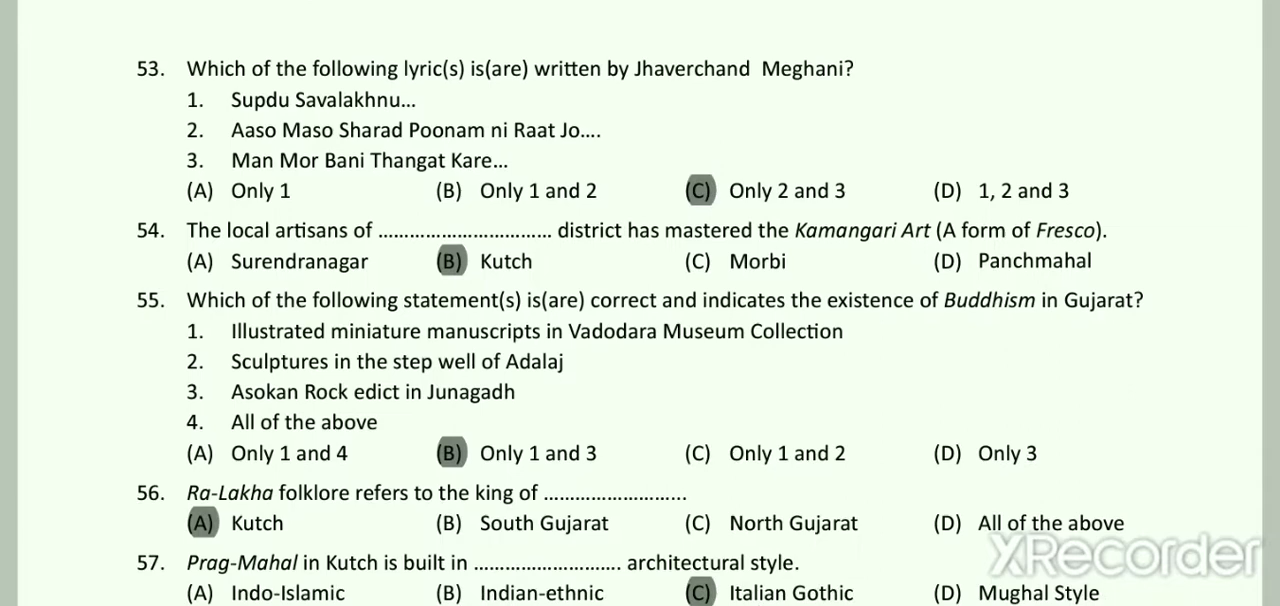 53. Which of the following lyric(s) is(are) written by Jhaverchand Meghani?
1. Supdu Savalakhnu...
2. Aaso Maso Sharad Poonam ni Raat Jo....
3. Man Mor Bani Thangat Kare...
(A) Only 1 (B) Only 1 and 2 (C) Only 2 and 3 (D) 1, 2 and 3
54. The local artisans of ................................. district has mastered the Kamangari Art (A form of Fresco).
(A) Surendranagar (B) Kutch (C) Morbi (D) Panchmahal
55. Which of the following statement(s) is(are) correct and indicates the existence of Buddhism in Gujarat?
1. Illustrated miniature manuscripts in Vadodara Museum Collection
2. Sculptures in the step well of Adalaj
3. Asokan Rock edict in Junagadh
4. All of the above
(A) Only 1 and 4 (B) Only 1 and 3 (C) Only 1 and 2 (D) Only 3
56. Ra-Lakha folklore refers to the king of ...........................
(A) Kutch (B) South Gujarat (C) North Gujarat (D) All of the above
57. Prag-Mahal in Kutch is built in ............................ architectural style.
(A) Indo-Islamic (B) Indian-ethnic (C) Italian Gothic (D) Mughal Style
XRecorder